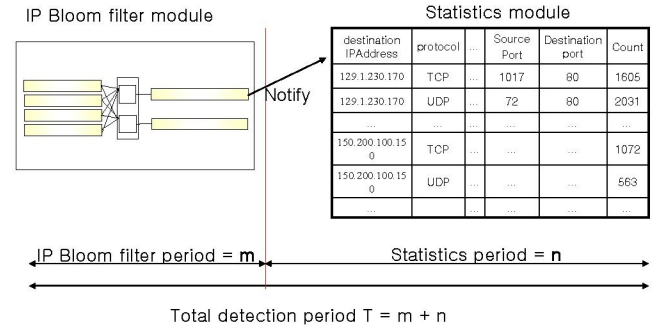 IP Bloom filter module
Statistics module
destination IPAddress protocol ... Source Port Destination port Count
129.1.230.170 TCP ... 1017 80 1605
129.1.230.170 UDP ... 72 80 2031
... ... ... ... ... ...
150.200.100.15
0 TCP ... ... ... 1072
150.200.100.15
0 UDP ... ... ... 563
... ... ... ... ... ...
Notify
IP Bloom filter period = m
Statistics period = n
Total detection period T = m + n